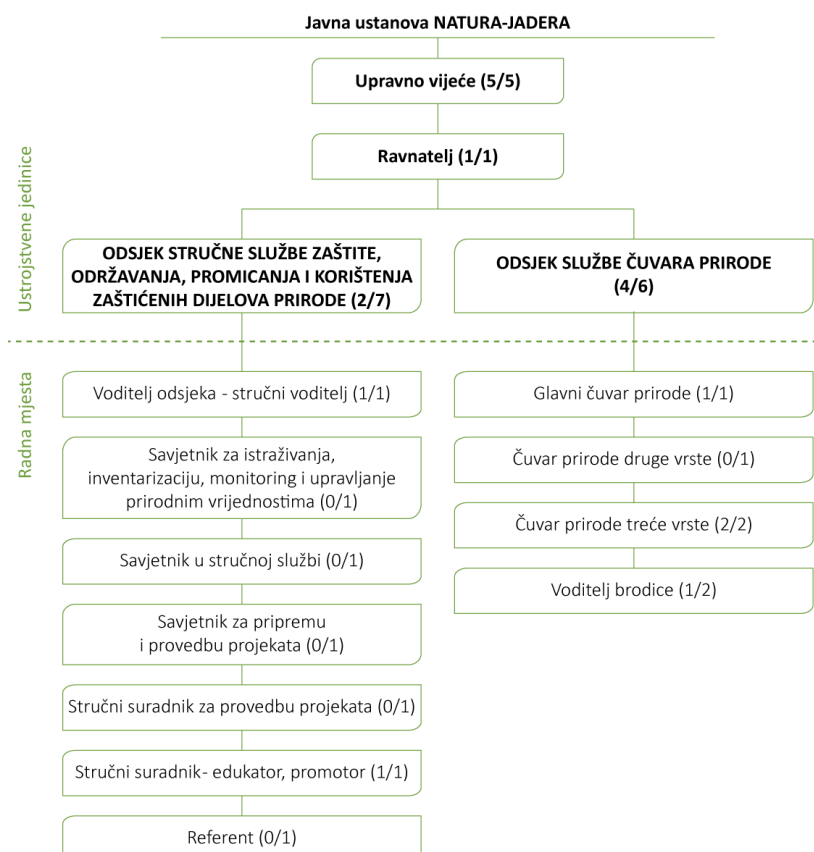 Javna ustanova NATURA-JADERA
Upravno vijeće (5/5)
Ravnatelj (1/1)
Ustrojstvene jedinice
ODSJEK STRUČNE SLUŽBE ZAŠTITE,
ODRŽAVANJA, PROMICANJA I KORIŠTENJA
ZAŠTIĆENIH DIJELOVA PRIRODE (2/7)
ODSJEK SLUŽBE ČUVARA PRIRODE
(4/6)
Radna mjesta
Voditelj odsjeka - stručni voditelj (1/1)
Savjetnik za istraživanja,
inventarizaciju, monitoring i upravljanje
prirodnim vrijednostima (0/1)
Savjetnik u stručnoj službi (0/1)
Savjetnik za pripremu
i provedbu projekata (0/1)
Stručni suradnik za provedbu projekata (0/1)
Stručni suradnik- edukator, promotor (1/1)
Referent (0/1)
Glavni čuvar prirode (1/1)
Čuvar prirode druge vrste (0/1)
Čuvar prirode treće vrste (2/2)
Voditelj brodice (1/2)